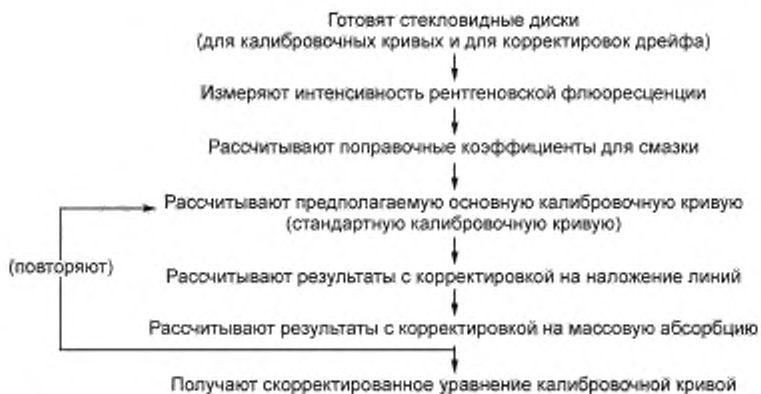 Готовят стекловидные диски
(для калибровочных кривых и для корректировок дрейфа)
Измеряют интенсивность рентгеновской флюоресценции
Рассчитывают поправочные коэффициенты для смазки
Рассчитывают предполагаемую основную калибровочную кривую
(стандартную калибровочную кривую)
(повторяют)
Рассчитывают результаты с корректировкой на наложение линий
Рассчитывают результаты с корректировкой на массовую абсорбцию
Получают скорректированное уравнение калибровочной кривой